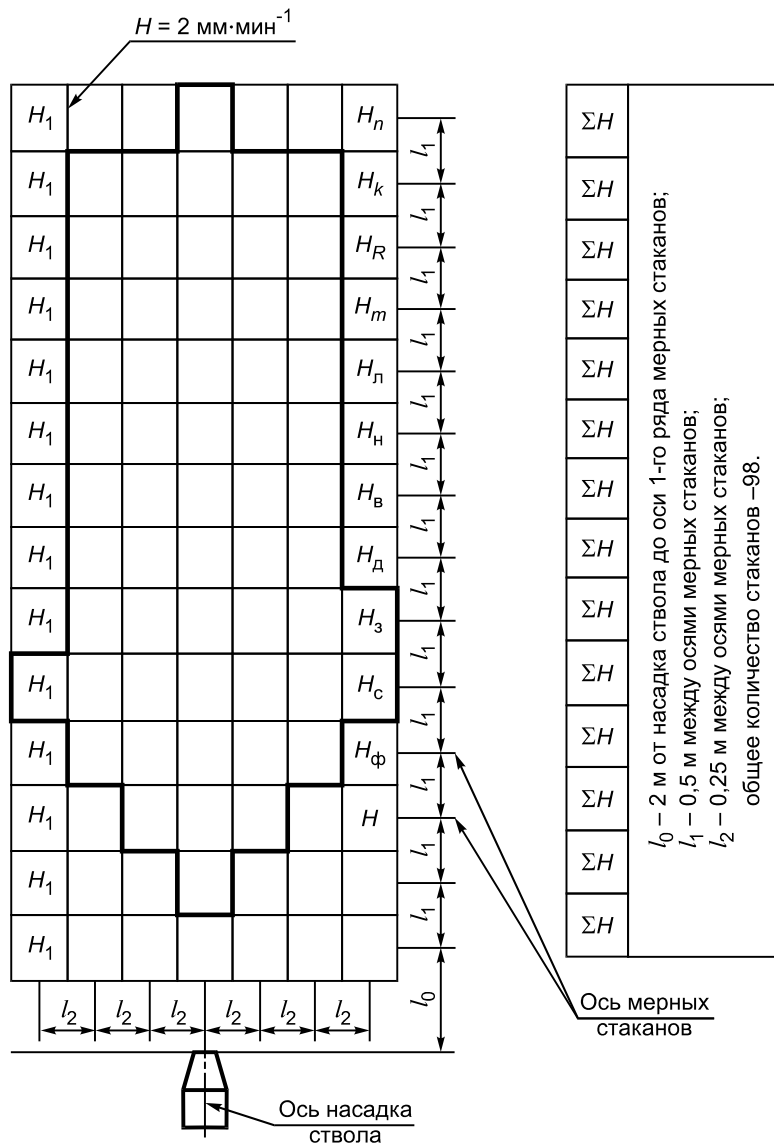 H = 2 мм·мин⁻¹
H₁ Hₙ l₁ ΣH
H₁ Hₖ l₁ ΣH
H₁ H_R l₁ ΣH
H₁ Hₘ l₁ ΣH
H₁ H_л l₁ ΣH
H₁ H_н l₁ ΣH
H₁ H_в l₁ ΣH
H₁ H_д l₁ ΣH
H₁ H_з l₁ ΣH
H₁ H_с l₁ ΣH
H₁ H_ф l₁ ΣH
H₁ H l₁ ΣH
H₁ l₁ ΣH
H₁ ΣH
l₀
l₂ l₂ l₂ l₂ l₂ l₂
l₀ – 2 м от насадка ствола до оси 1-го ряда мерных стаканов;
l₁ – 0,5 м между осями мерных стаканов;
l₂ – 0,25 м между осями мерных стаканов;
общее количество стаканов –98.
Ось мерных
стаканов
Ось насадка
ствола